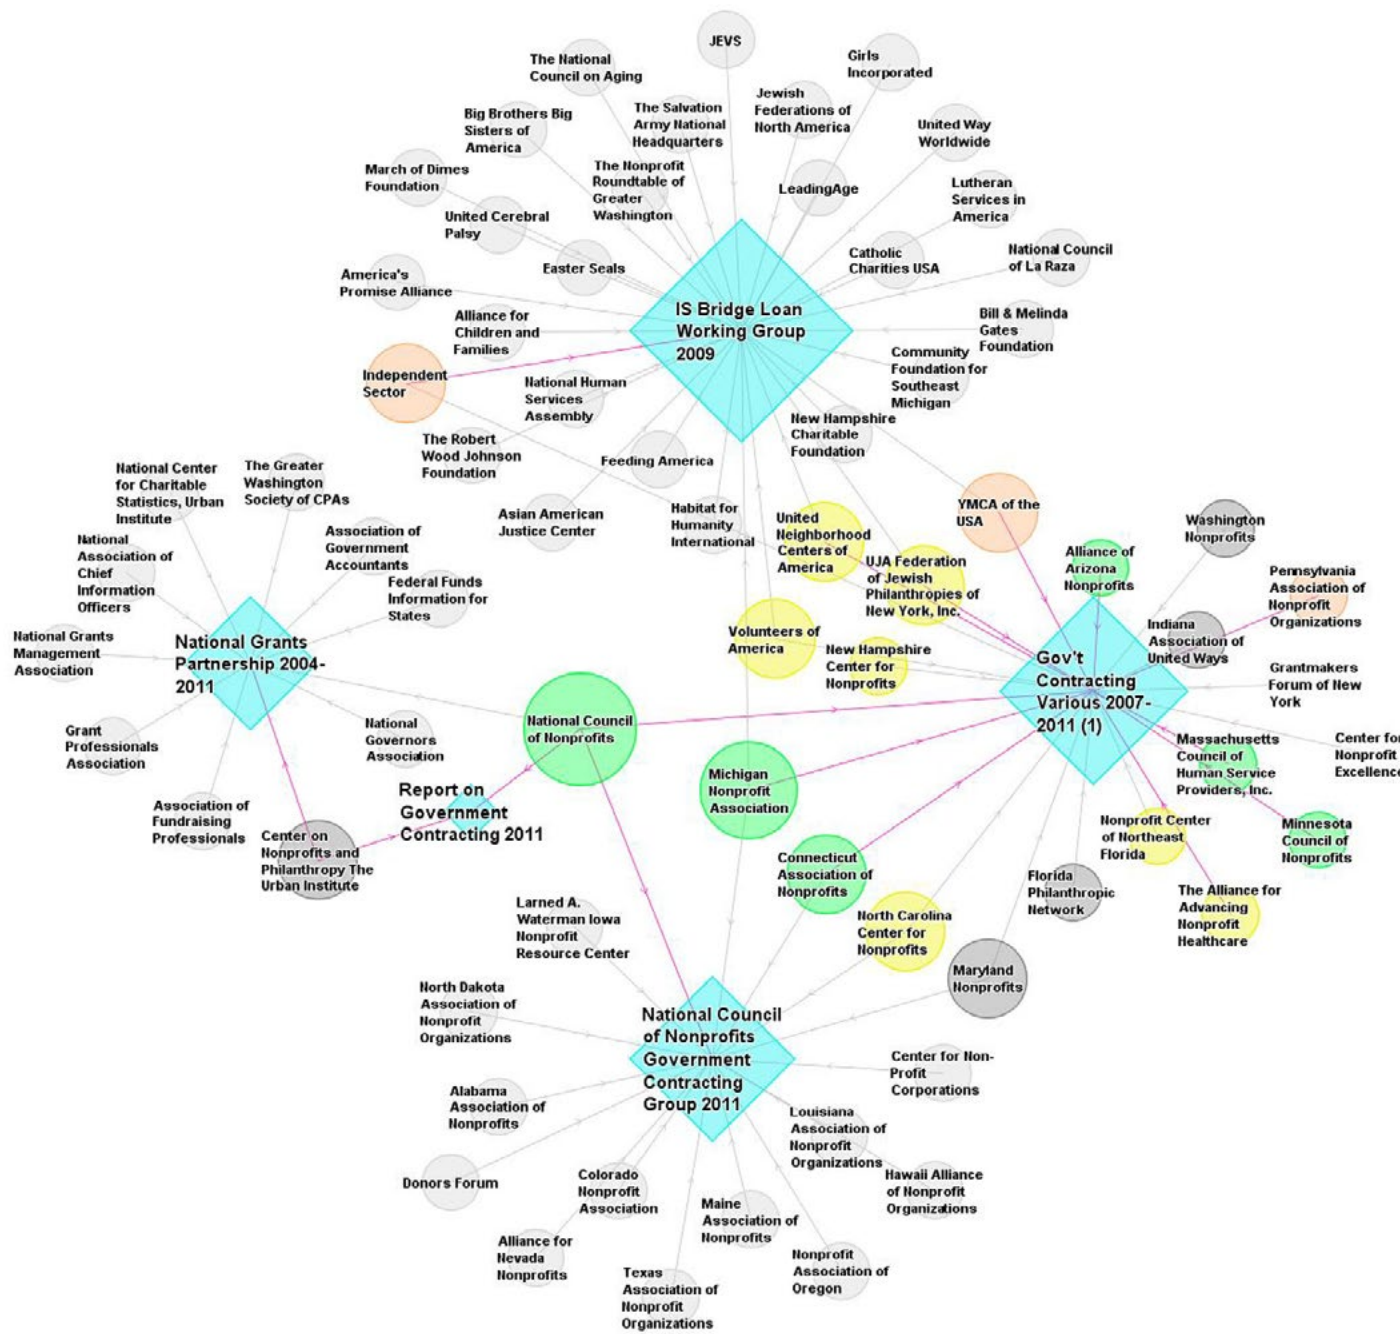 JEVS
The National
Council on Aging
Girls
Incorporated
Big Brothers Big
Sisters of
America
The Salvation
Army National
Headquarters
Jewish
Federations of
North America
United Way
Worldwide
March of Dimes
Foundation
The Nonprofit
Roundtable of
Greater
Washington
LeadingAge
Lutheran
Services in
America
United Cerebral
Palsy
America's
Promise Alliance
Easter Seals
Catholic
Charities USA
National Council
of La Raza
Alliance for
Children and
Families
IS Bridge Loan
Working Group
2009
Bill & Melinda
Gates
Foundation
Independent
Sector
National Human
Services
Assembly
Community
Foundation for
Southeast
Michigan
The Robert
Wood Johnson
Foundation
Feeding America
New Hampshire
Charitable
Foundation
Asian American
Justice Center
Habitat for
Humanity
International
National Center
for Charitable
Statistics, Urban
Institute
The Greater
Washington
Society of CPAs
National
Association of
Chief
Information
Officers
Association of
Government
Accountants
Federal Funds
Information for
States
National Grants
Management
Association
National Grants
Partnership 2004-
2011
Grant
Professionals
Association
National
Governors
Association
Association of
Fundraising
Professionals
Center on
Nonprofits and
Philanthropy The
Urban Institute
Report on
Government
Contracting 2011
National Council
of Nonprofits
United
Neighborhood
Centers of
America
UJA Federation
of Jewish
Philanthropies of
New York, Inc.
YMCA of the
USA
Volunteers of
America
New Hampshire
Center for
Nonprofits
Alliance of
Arizona
Nonprofits
Washington
Nonprofits
Pennsylvania
Association of
Nonprofit
Organizations
Indiana
Association of
United Ways
Gov't
Contracting
Various 2007-
2011 (1)
Grantmakers
Forum of New
York
Center for
Nonprofit
Excellence
Massachusetts
Council of
Human Service
Providers, Inc.
Michigan
Nonprofit
Association
Nonprofit Center
of Northeast
Florida
Minnesota
Council of
Nonprofits
Connecticut
Association of
Nonprofits
Florida
Philanthropic
Network
The Alliance for
Advancing
Nonprofit
Healthcare
North Carolina
Center for
Nonprofits
Maryland
Nonprofits
Larned A.
Waterman Iowa
Nonprofit
Resource Center
North Dakota
Association of
Nonprofit
Organizations
National Council
of Nonprofits
Government
Contracting
Group 2011
Center for Non-
Profit
Corporations
Alabama
Association of
Nonprofits
Louisiana
Association of
Nonprofit
Organizations
Donors Forum
Colorado
Nonprofit
Association
Hawaii Alliance
of Nonprofit
Organizations
Maine
Association of
Nonprofits
Alliance for
Nevada
Nonprofits
Texas
Association of
Nonprofit
Organizations
Nonprofit
Association of
Oregon